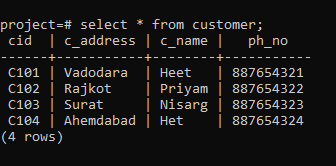 project=# select * from customer;
 cid  | c_address | c_name |   ph_no
------+-----------+--------+-----------
 C101 | Vadodara  | Heet   | 887654321
 C102 | Rajkot    | Priyam | 887654322
 C103 | Surat     | Nisarg | 887654323
 C104 | Ahemdabad | Het    | 887654324
(4 rows)